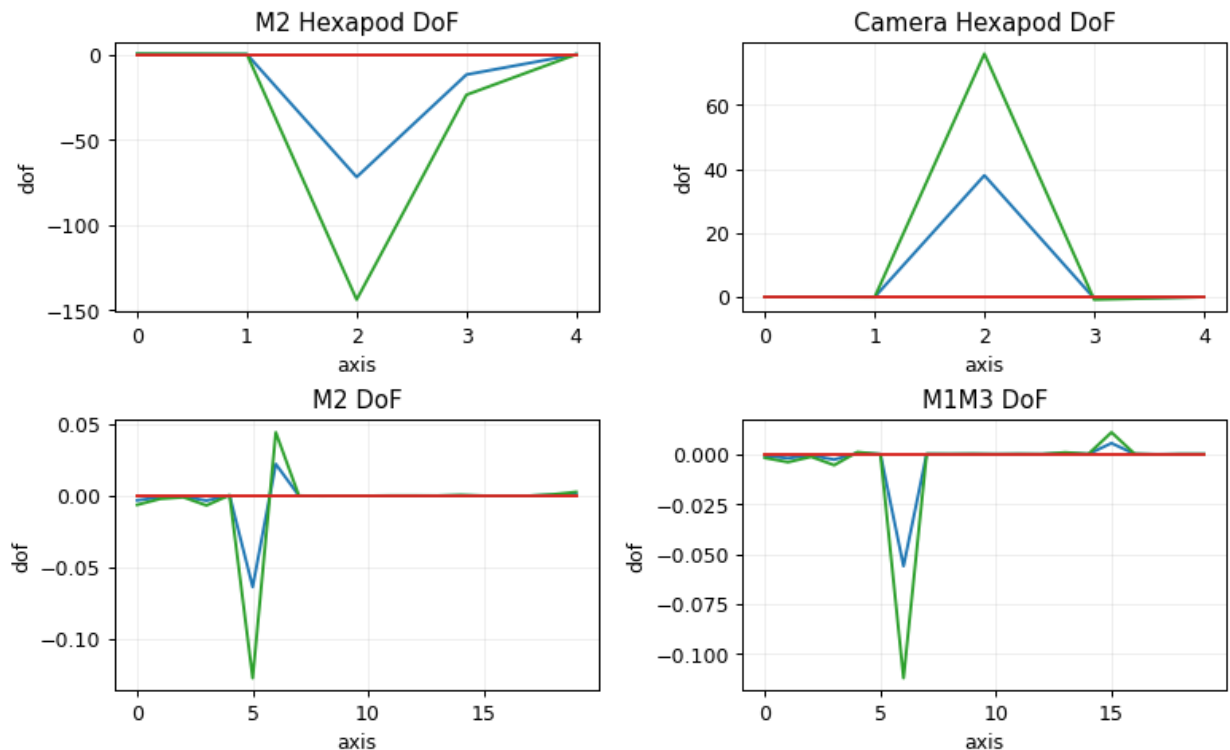 M2 Hexapod DoF
0
−50
−100
−150
dof
0 1 2 3 4
axis
Camera Hexapod DoF
60
40
20
0
dof
0 1 2 3 4
axis
M2 DoF
0.05
0.00
−0.05
−0.10
dof
0 5 10 15
axis
M1M3 DoF
0.000
−0.025
−0.050
−0.075
−0.100
dof
0 5 10 15
axis